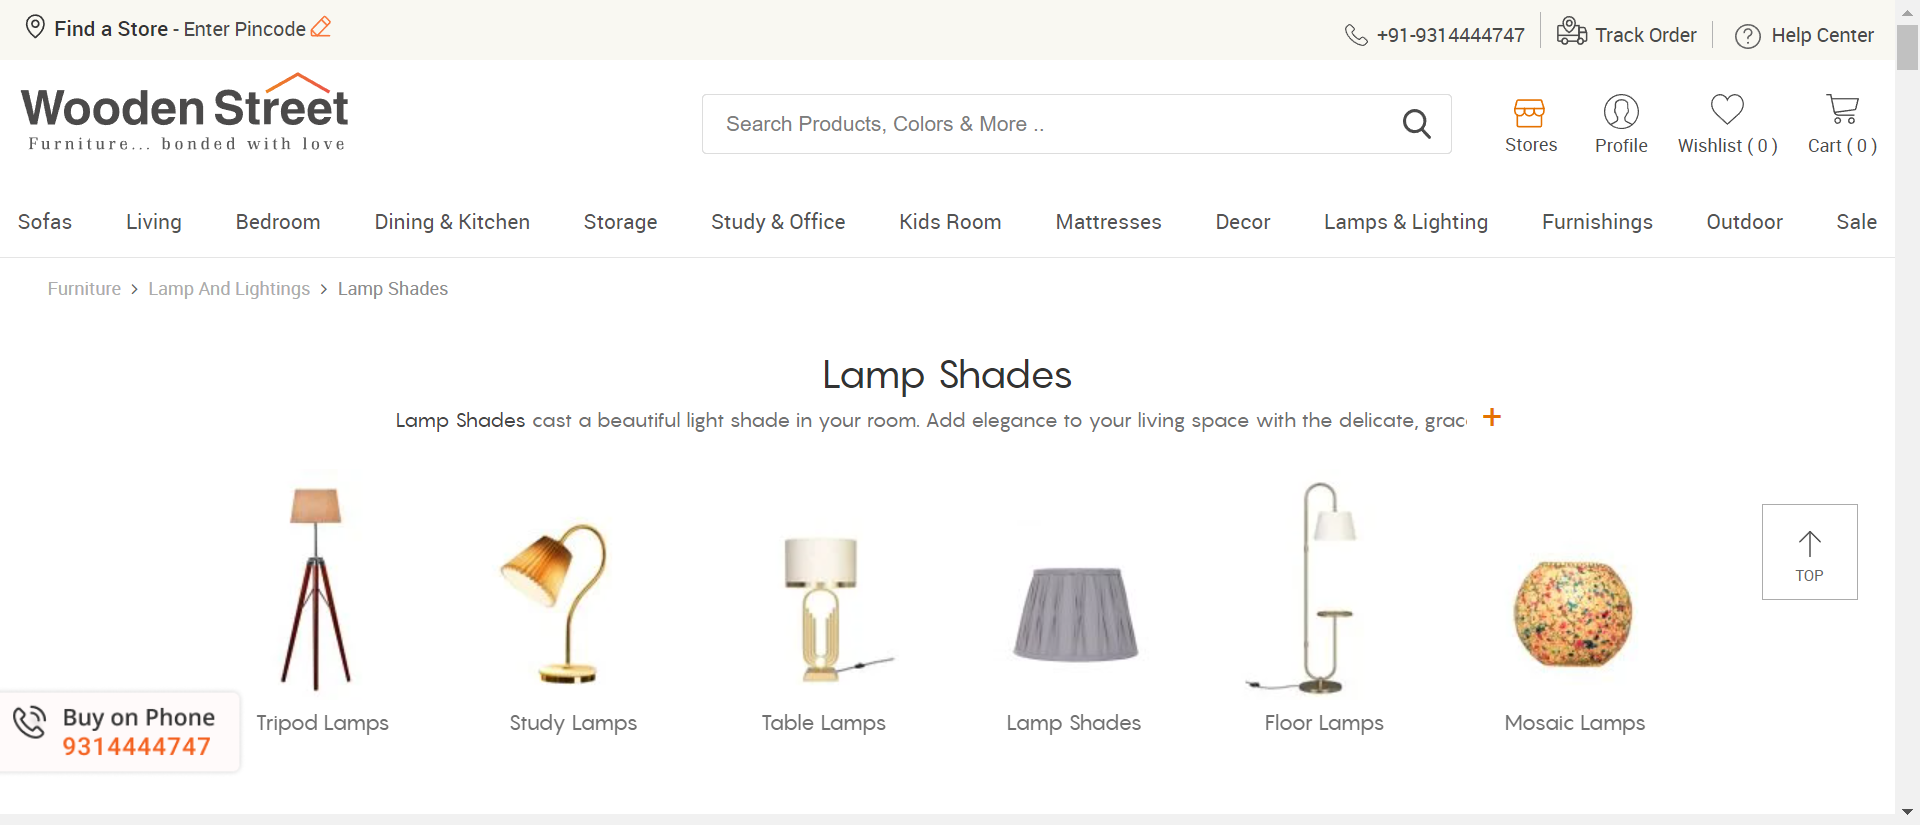 Find a Store - Enter Pincode
+91-9314444747
Track Order
Help Center
Wooden Street
Furniture... bonded with love
Search Products, Colors & More ..
Stores
Profile
Wishlist ( 0 )
Cart ( 0 )
Sofas
Living
Bedroom
Dining & Kitchen
Storage
Study & Office
Kids Room
Mattresses
Decor
Lamps & Lighting
Furnishings
Outdoor
Sale
Furniture > Lamp And Lightings > Lamp Shades
Lamp Shades
Lamp Shades cast a beautiful light shade in your room. Add elegance to your living space with the delicate, grac +
TOP
Buy on Phone
9314444747
Tripod Lamps
Study Lamps
Table Lamps
Lamp Shades
Floor Lamps
Mosaic Lamps